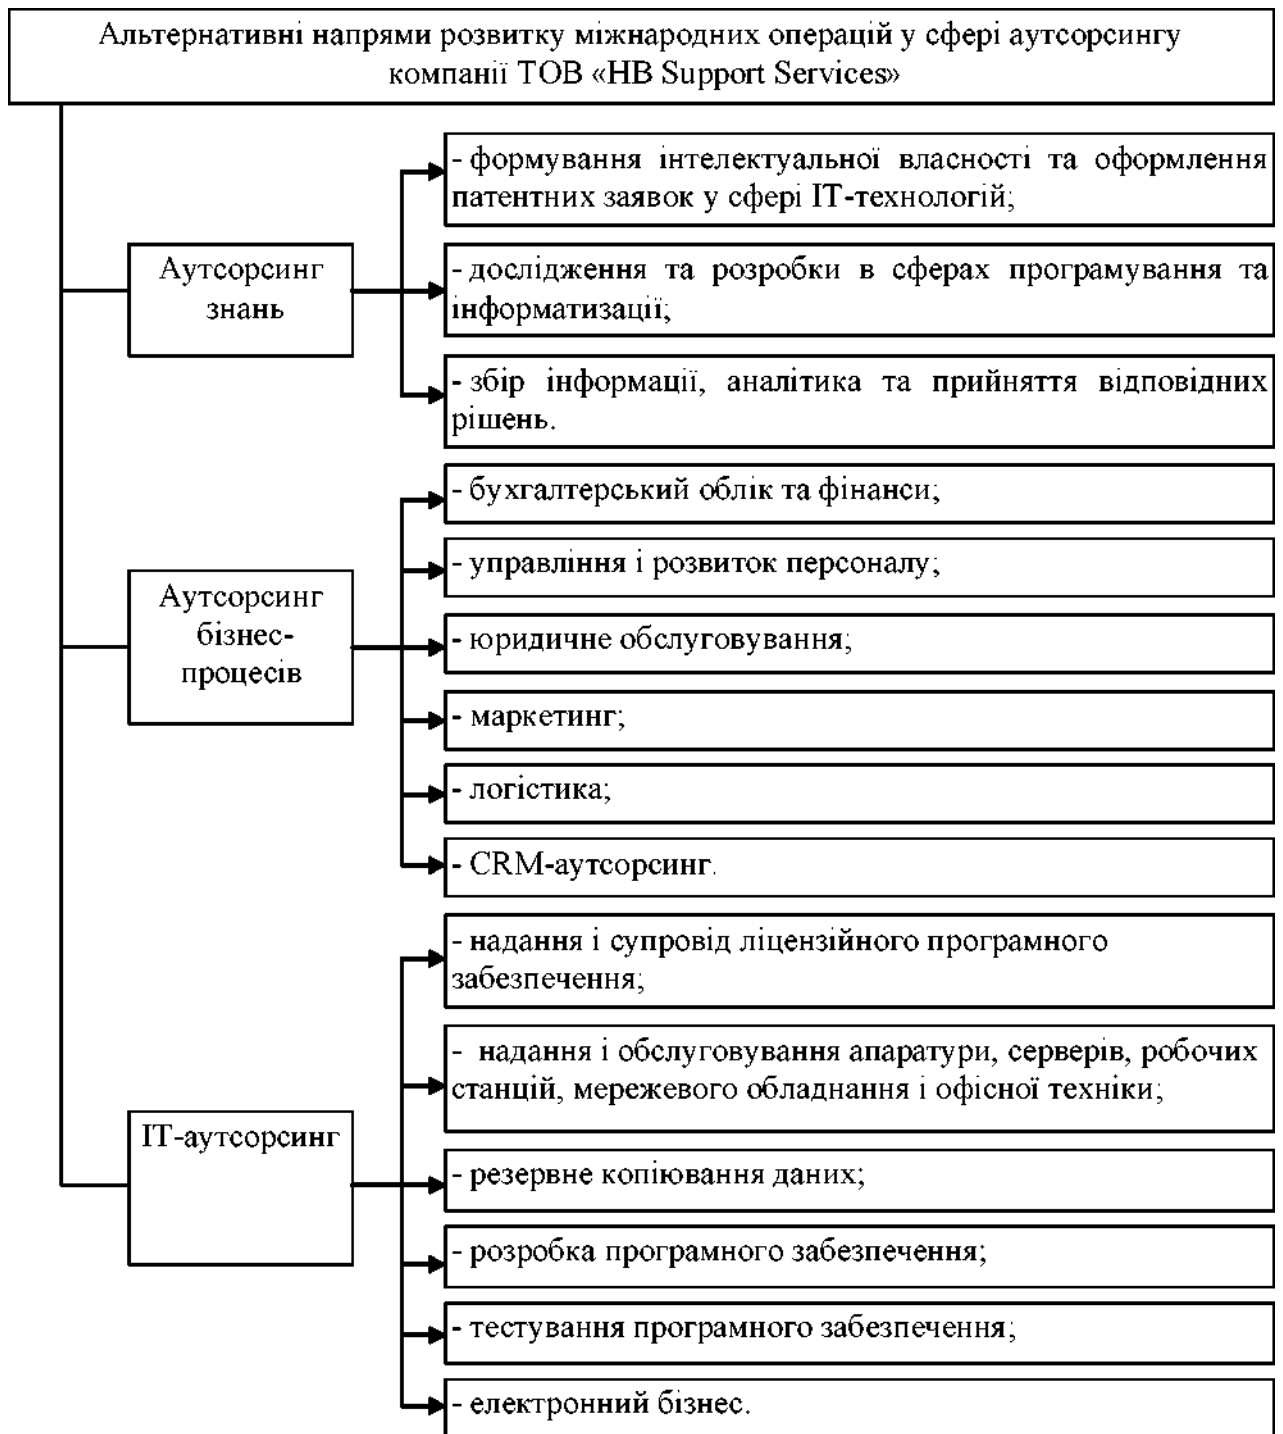 Альтернативні напрями розвитку міжнародних операцій у сфері аутсорсингу
компанії ТОВ «HB Support Services»
- формування інтелектуальної власності та оформлення
патентних заявок у сфері ІТ-технологій;
Аутсорсинг
знань
- дослідження та розробки в сферах програмування та
інформатизації;
- збір інформації, аналітика та прийняття відповідних
рішень.
- бухгалтерський облік та фінанси;
- управління і розвиток персоналу;
Аутсорсинг
бізнес-
процесів
- юридичне обслуговування;
- маркетинг;
- логістика;
- CRM-аутсорсинг.
- надання і супровід ліцензійного програмного
забезпечення;
- надання і обслуговування апаратури, серверів, робочих
станцій, мережевого обладнання і офісної техніки;
ІТ-аутсорсинг
- резервне копіювання даних;
- розробка програмного забезпечення;
- тестування програмного забезпечення;
- електронний бізнес.